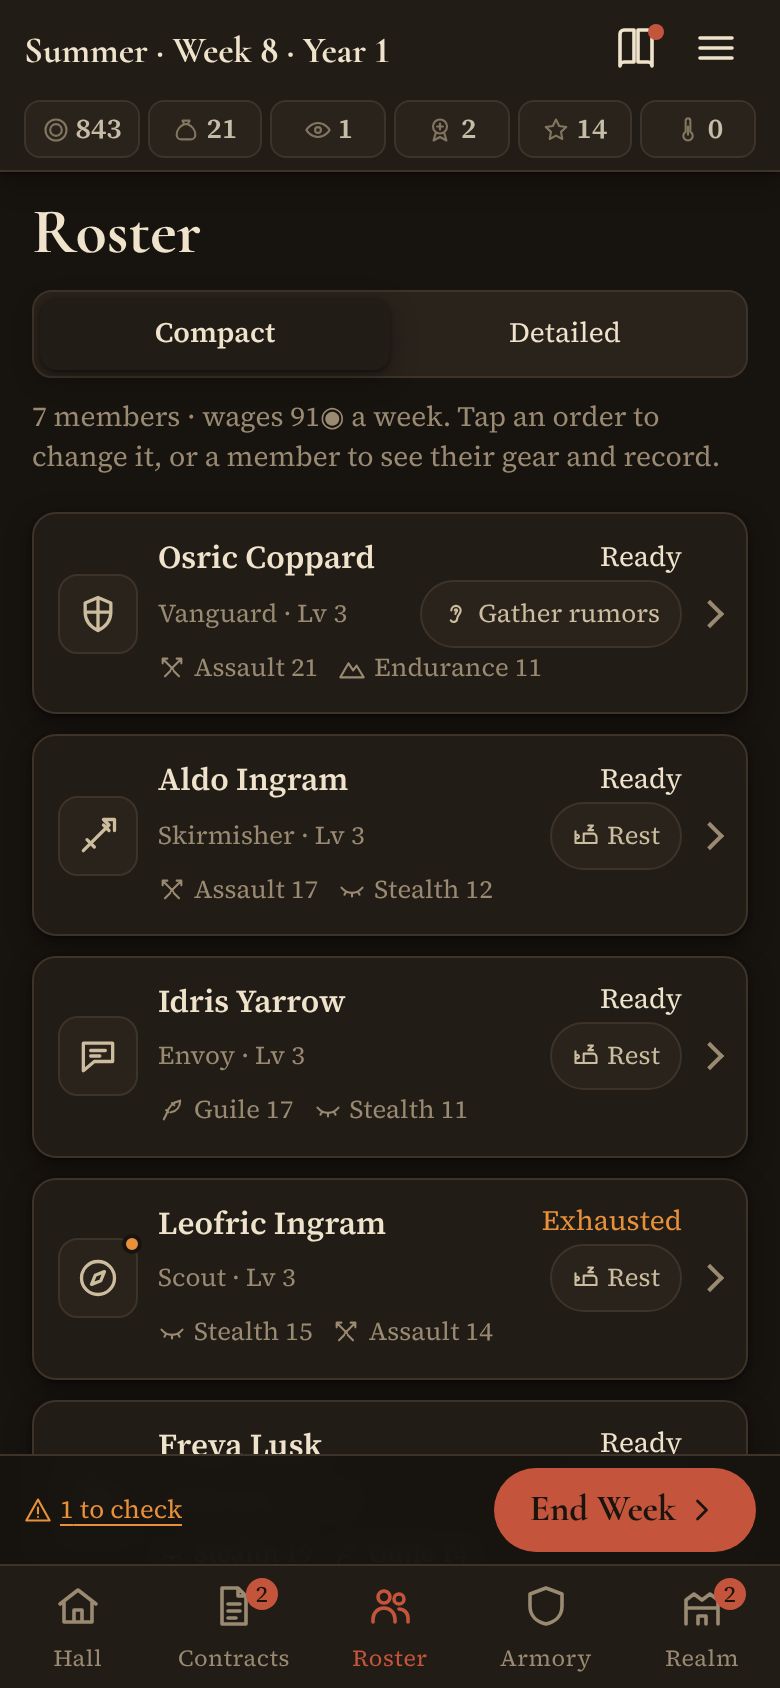 Summer · Week 8 · Year 1
843 21 1 2 14 0
Roster
Compact Detailed
7 members · wages 91◉ a week. Tap an order to
change it, or a member to see their gear and record.
Osric Coppard Ready
Vanguard · Lv 3 Gather rumors
Assault 21 Endurance 11
Aldo Ingram Ready
Skirmisher · Lv 3 Rest
Assault 17 Stealth 12
Idris Yarrow Ready
Envoy · Lv 3 Rest
Guile 17 Stealth 11
Leofric Ingram Exhausted
Scout · Lv 3 Rest
Stealth 15 Assault 14
Freya Lusk Ready
1 to check End Week
2 2
Hall Contracts Roster Armory Realm